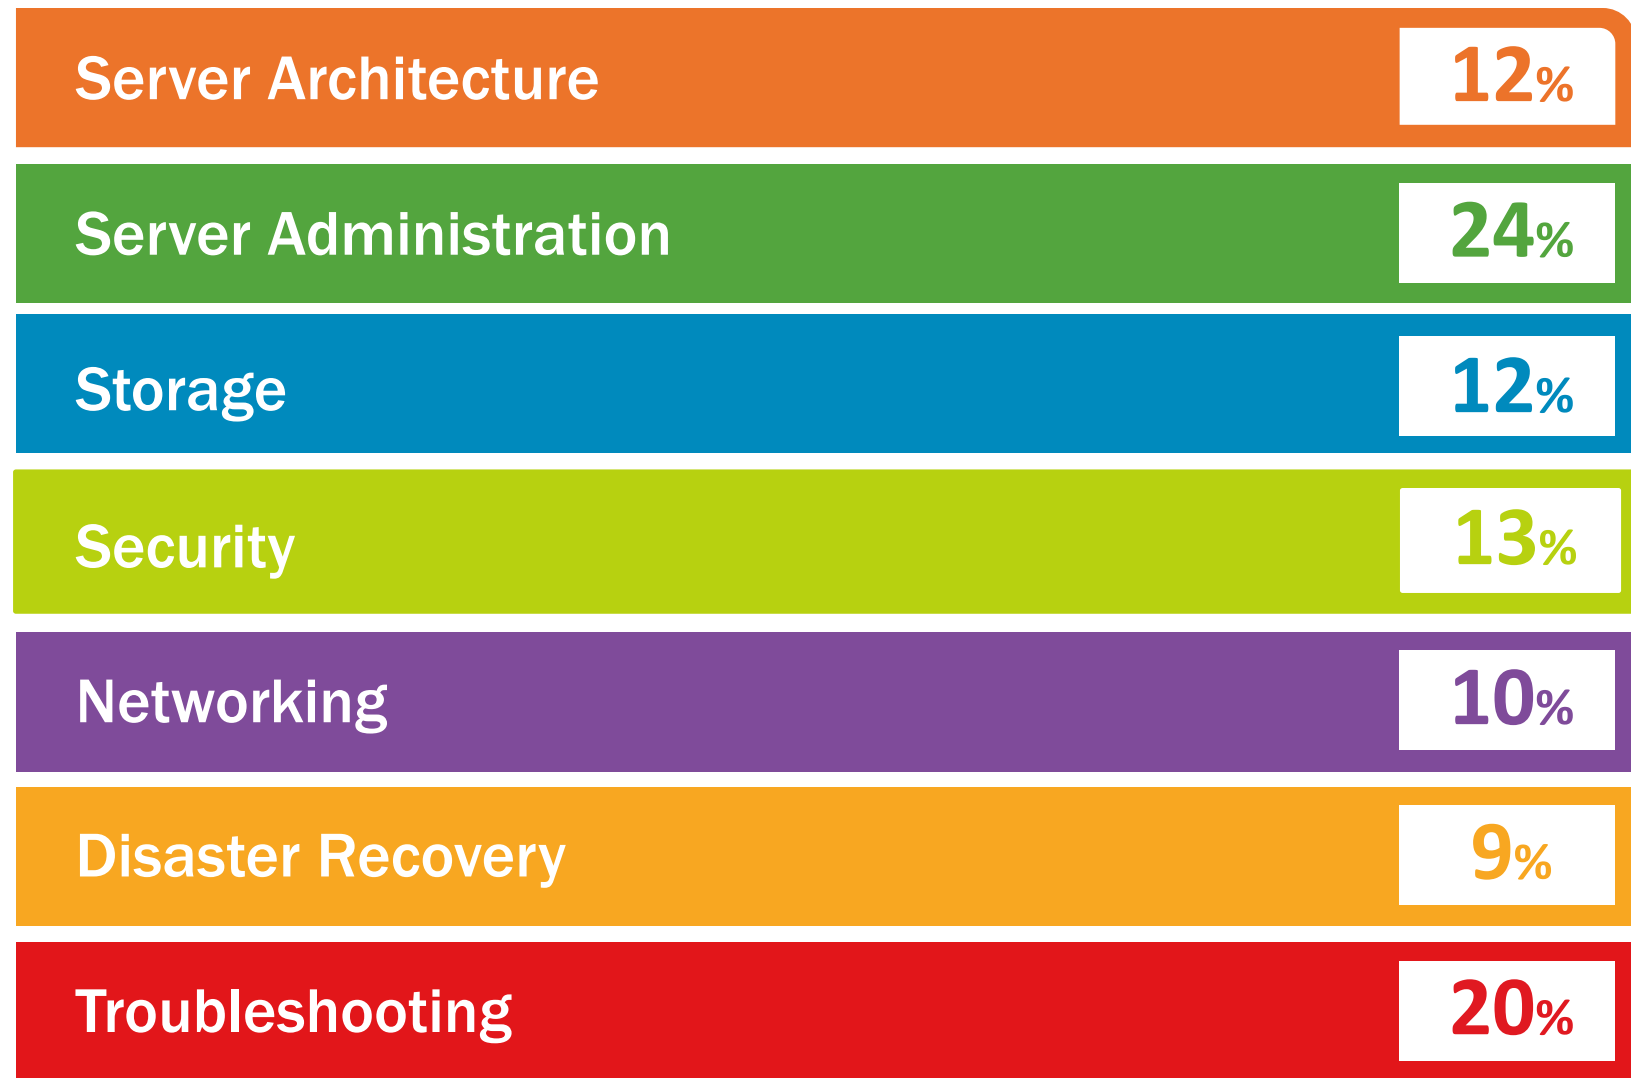 Server Architecture 12%
Server Administration 24%
Storage 12%
Security 13%
Networking 10%
Disaster Recovery 9%
Troubleshooting 20%